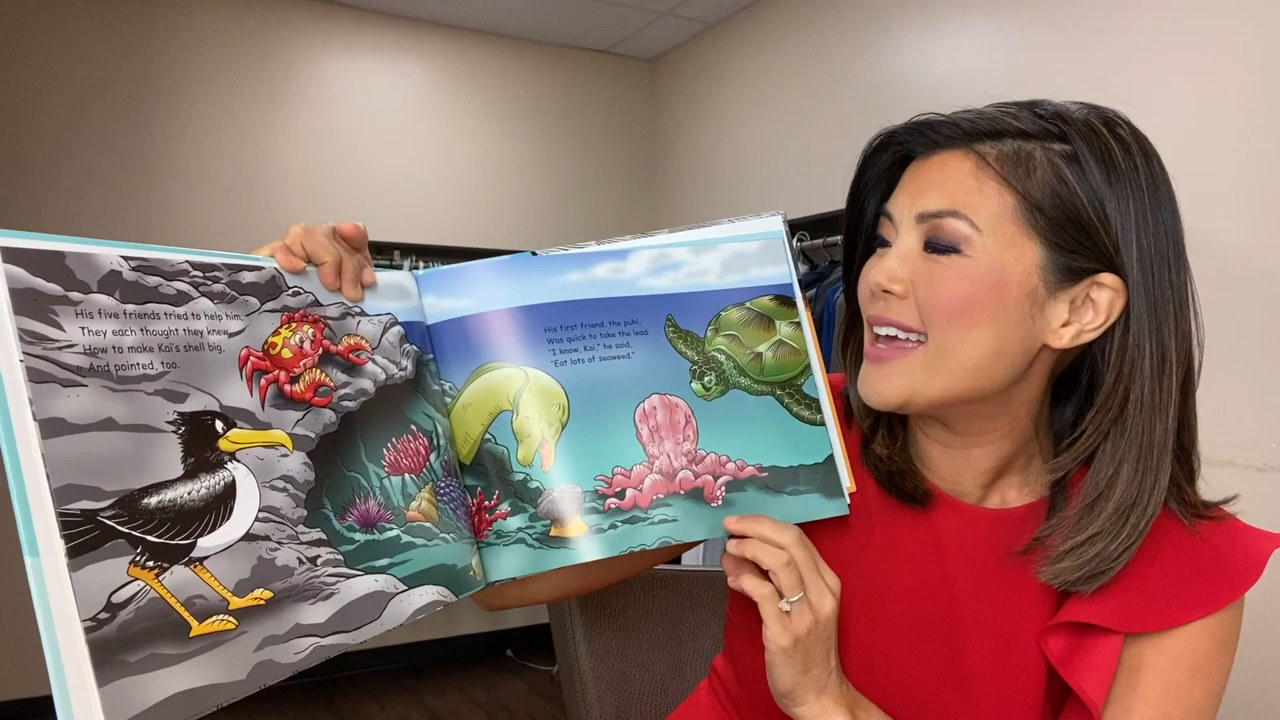 His five friends tried to help him;
They each thought they knew
How to make Kai's shell big,
And pointed, too.
His first friend, the puhi,
Was quick to take the lead.
"I know, Kai," he said,
"Eat lots of seaweed."